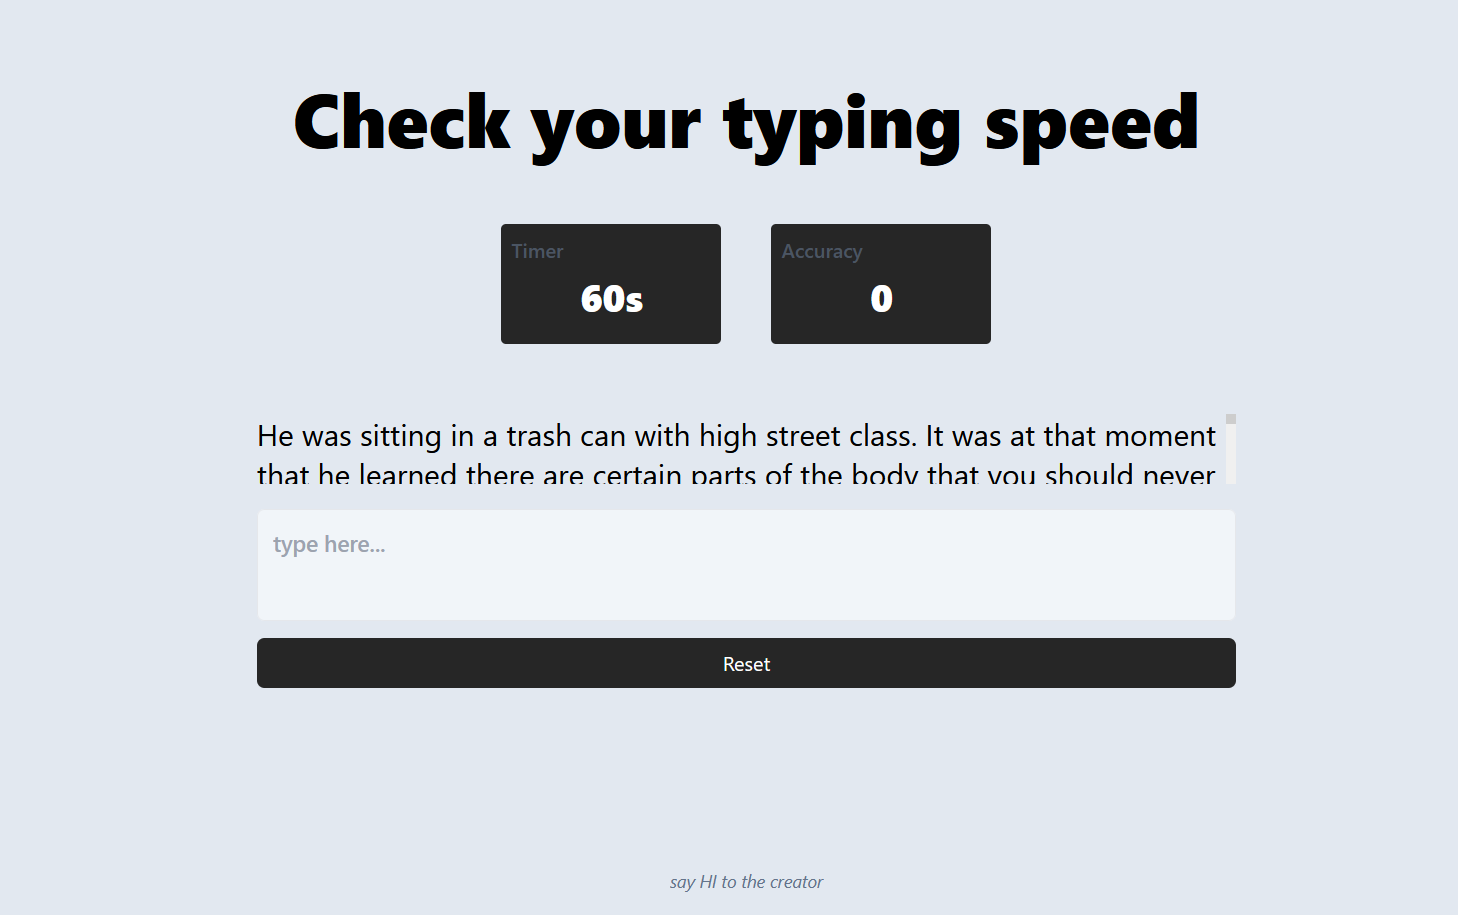 Check your typing speed
Timer
60s
Accuracy
0
He was sitting in a trash can with high street class. It was at that moment
that he learned there are certain parts of the body that you should never
type here...
Reset
say HI to the creator